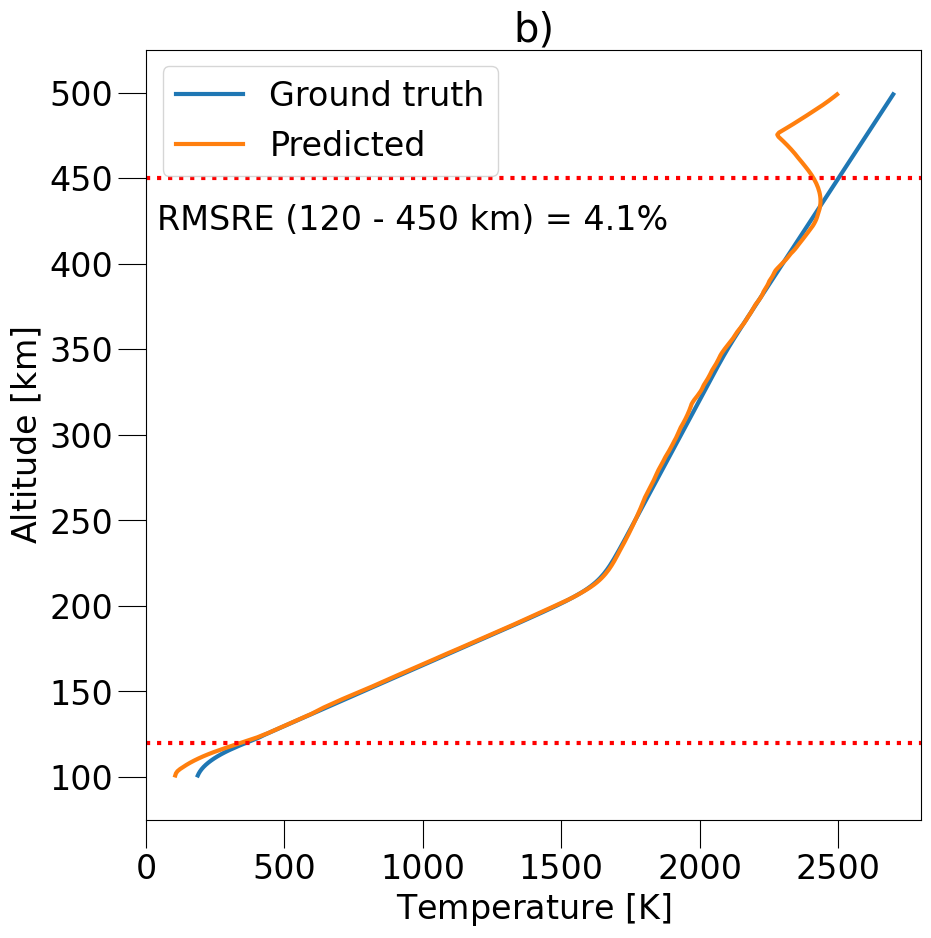 b)
Ground truth
Predicted
RMSRE (120 - 450 km) = 4.1%
Altitude [km]
500
450
400
350
300
250
200
150
100
0 500 1000 1500 2000 2500
Temperature [K]